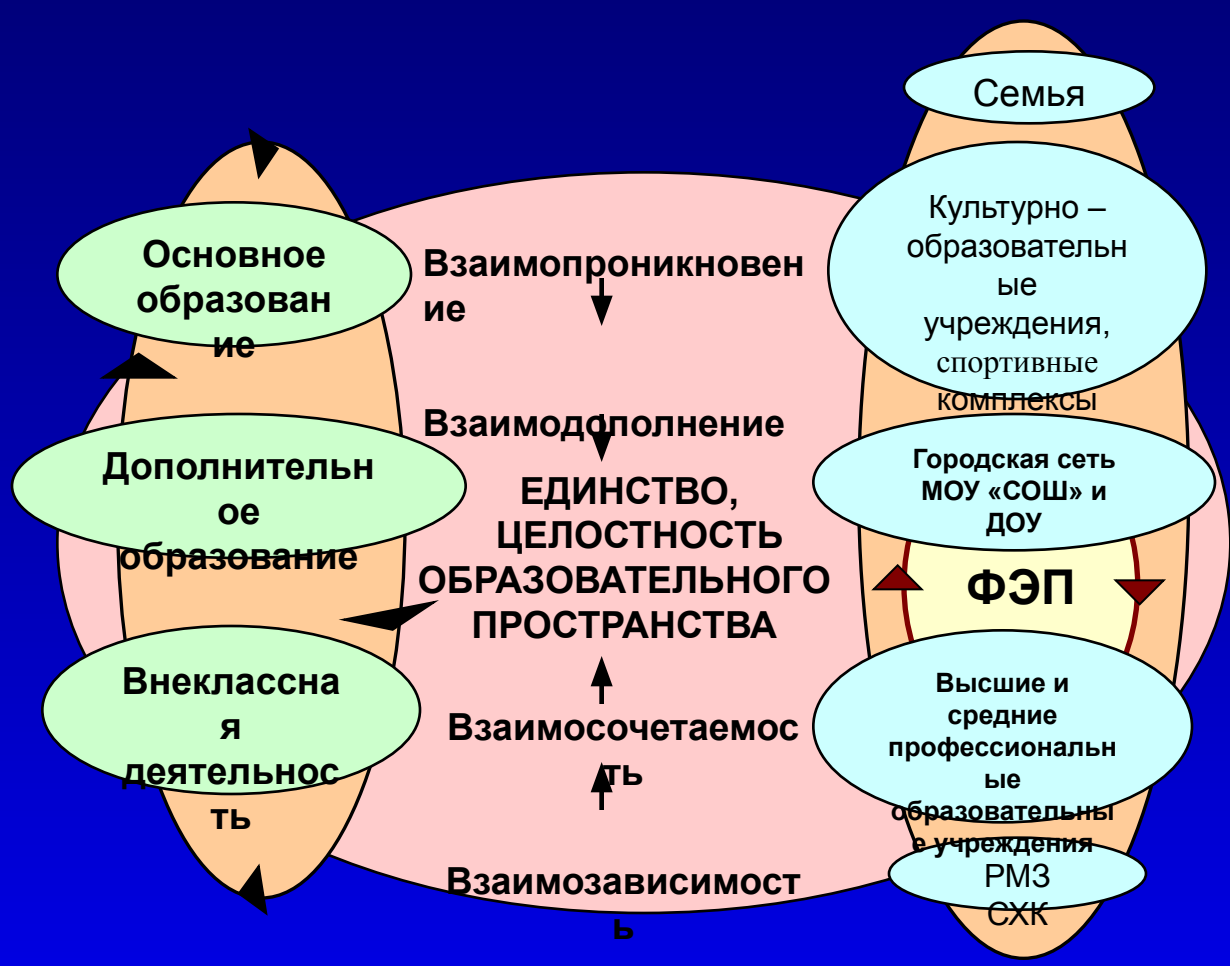 Семья
Культурно –
образовательн
ые
учреждения,
спортивные
комплексы
Основное
образован
ие
Взаимопроникновен
ие
Взаимодополнение
Дополнительн
ое
образование
ЕДИНСТВО,
ЦЕЛОСТНОСТЬ
ОБРАЗОВАТЕЛЬНОГО
ПРОСТРАНСТВА
Городская сеть
МОУ «СОШ» и
ДОУ
ФЭП
Внеклассна
я
деятельнос
ть
Взаимосочетаемос
ть
Взаимозависимост
ь
Высшие и
средние
профессиональн
ые
образовательны
е учреждения
РМЗ
СХК